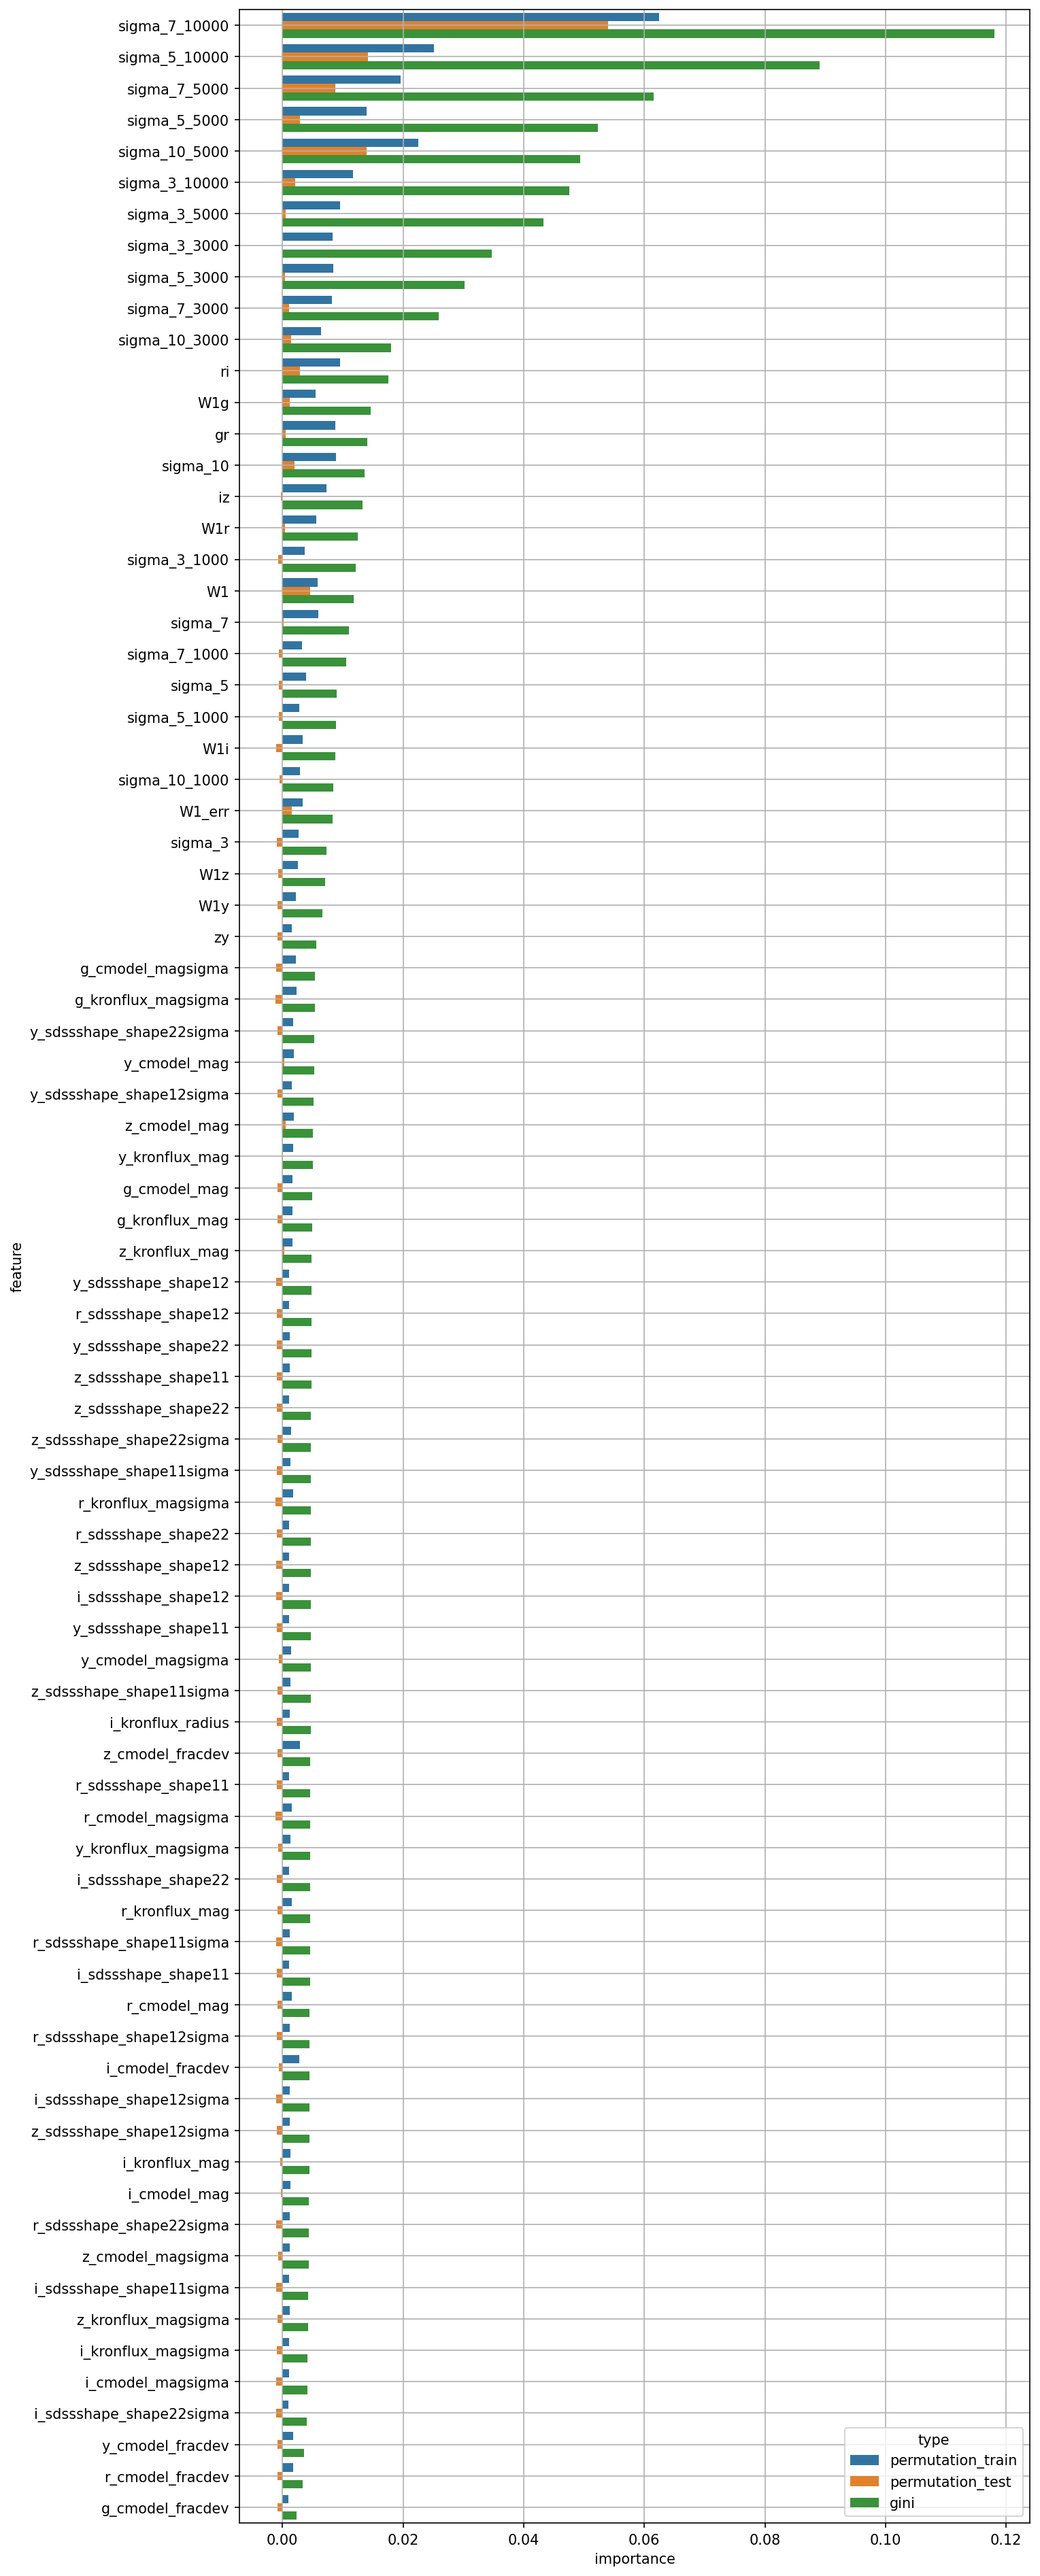 sigma_7_10000
sigma_5_10000
sigma_7_5000
sigma_5_5000
sigma_10_5000
sigma_3_10000
sigma_3_5000
sigma_3_3000
sigma_5_3000
sigma_7_3000
sigma_10_3000
ri
W1g
gr
sigma_10
iz
W1r
sigma_3_1000
W1
sigma_7
sigma_7_1000
sigma_5
sigma_5_1000
W1i
sigma_10_1000
W1_err
sigma_3
W1z
W1y
zy
g_cmodel_magsigma
g_kronflux_magsigma
y_sdssshape_shape22sigma
y_cmodel_mag
y_sdssshape_shape12sigma
z_cmodel_mag
y_kronflux_mag
g_cmodel_mag
g_kronflux_mag
z_kronflux_mag
y_sdssshape_shape12
r_sdssshape_shape12
y_sdssshape_shape22
z_sdssshape_shape11
z_sdssshape_shape22
z_sdssshape_shape22sigma
y_sdssshape_shape11sigma
r_kronflux_magsigma
r_sdssshape_shape22
z_sdssshape_shape12
i_sdssshape_shape12
y_sdssshape_shape11
y_cmodel_magsigma
z_sdssshape_shape11sigma
i_kronflux_radius
z_cmodel_fracdev
r_sdssshape_shape11
r_cmodel_magsigma
y_kronflux_magsigma
i_sdssshape_shape22
r_kronflux_mag
r_sdssshape_shape11sigma
i_sdssshape_shape11
r_cmodel_mag
r_sdssshape_shape12sigma
i_cmodel_fracdev
i_sdssshape_shape12sigma
z_sdssshape_shape12sigma
i_kronflux_mag
i_cmodel_mag
r_sdssshape_shape22sigma
z_cmodel_magsigma
i_sdssshape_shape11sigma
z_kronflux_magsigma
i_kronflux_magsigma
i_cmodel_magsigma
i_sdssshape_shape22sigma
y_cmodel_fracdev
r_cmodel_fracdev
g_cmodel_fracdev
feature
type
permutation_train
permutation_test
gini
0.00 0.02 0.04 0.06 0.08 0.10 0.12
importance